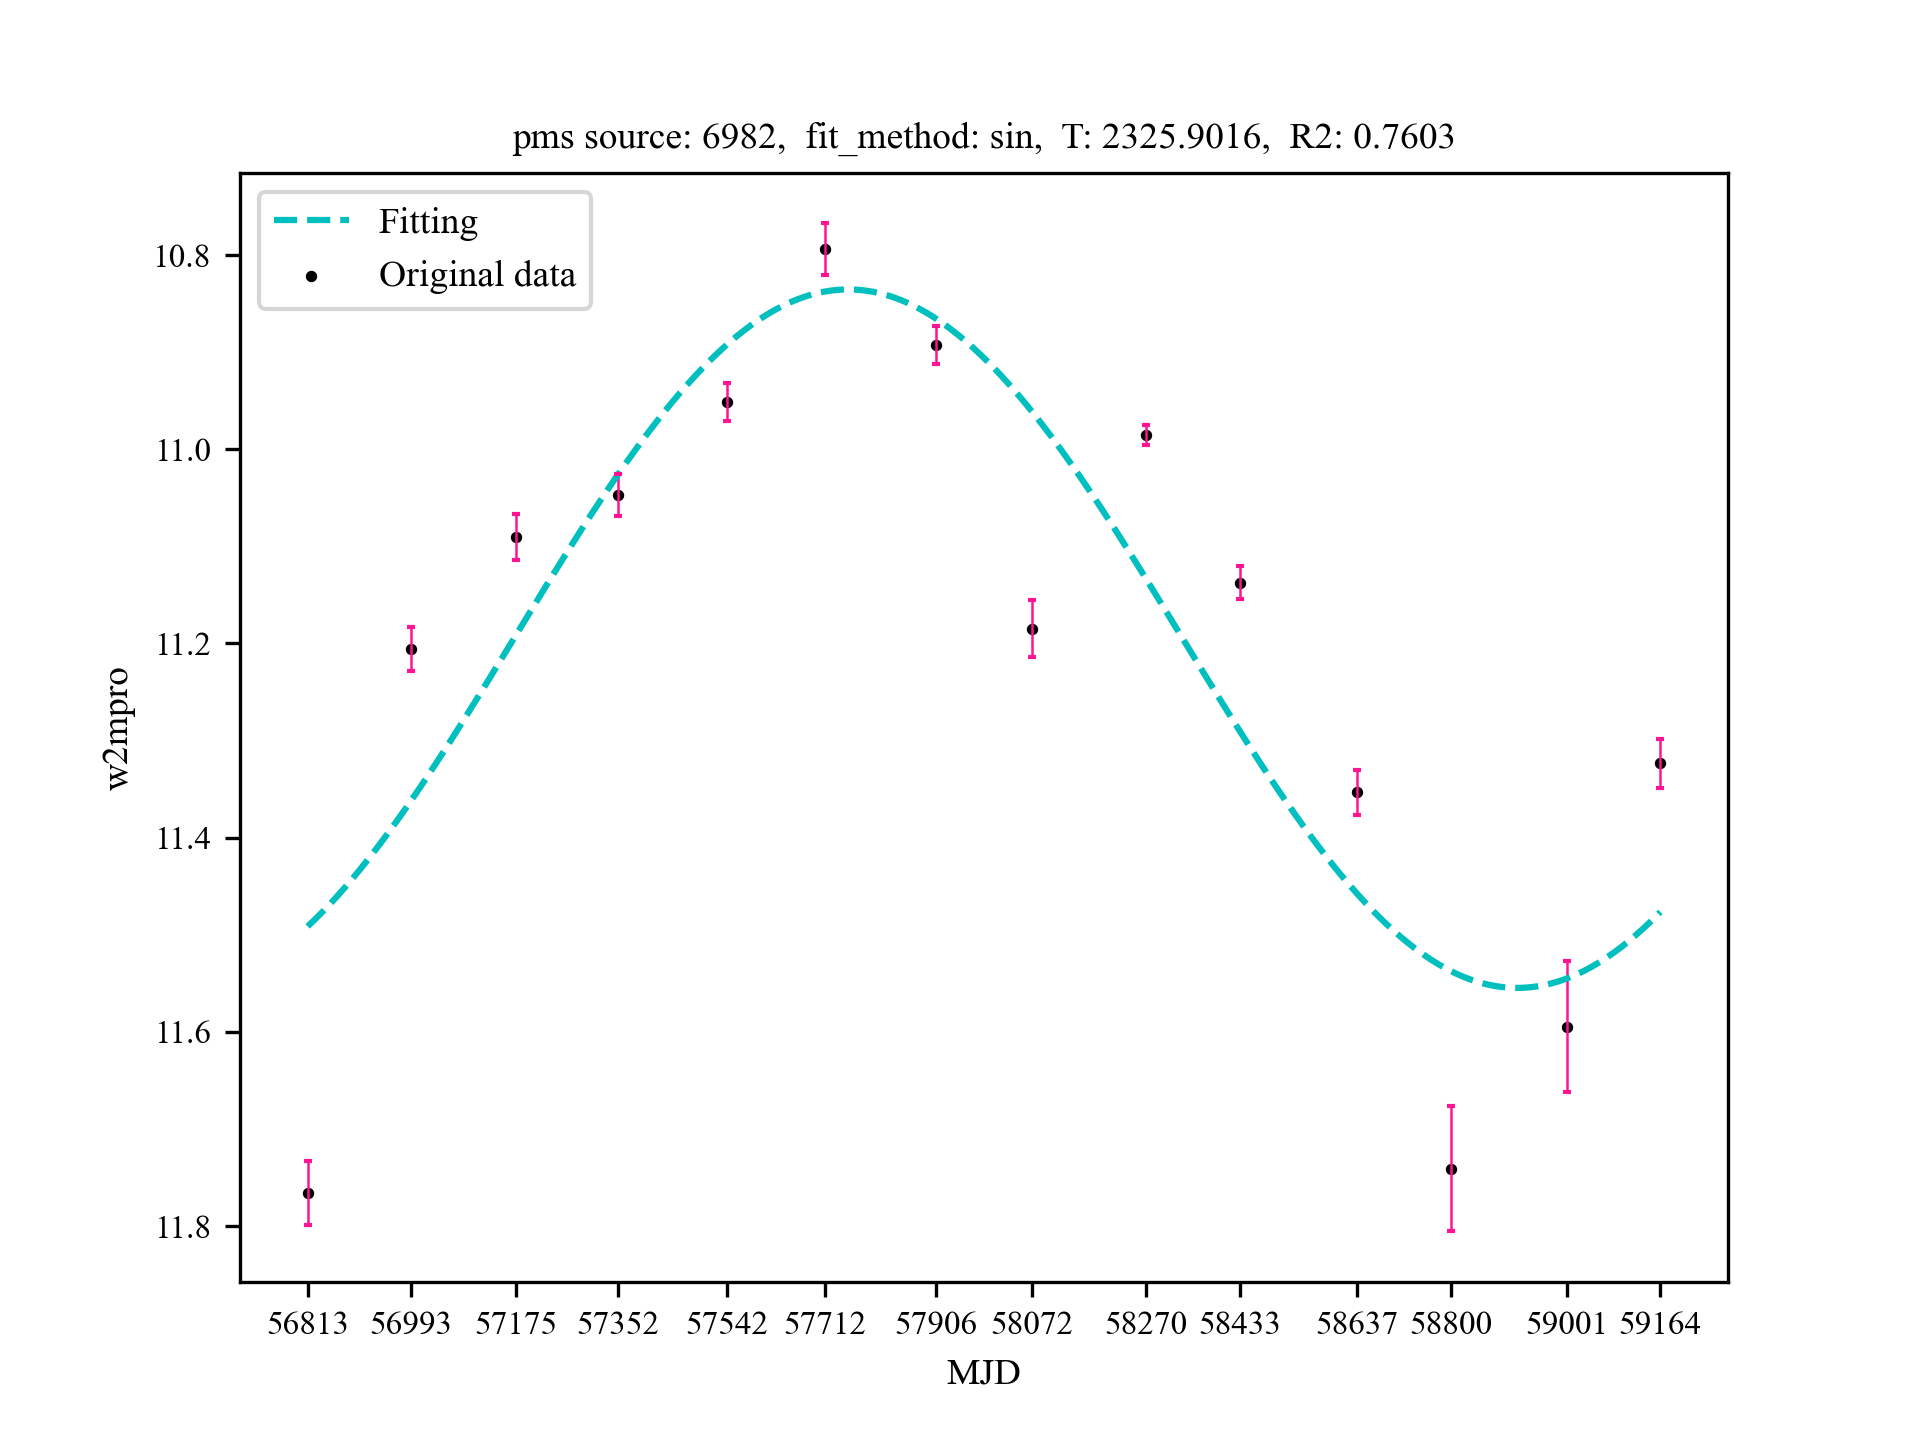 pms source: 6982,  fit_method: sin,  T: 2325.9016,  R2: 0.7603
Fitting
Original data
10.8
11.0
11.2
11.4
11.6
11.8
w2mpro
56813 56993 57175 57352 57542 57712 57906 58072 58270 58433 58637 58800 59001 59164
MJD